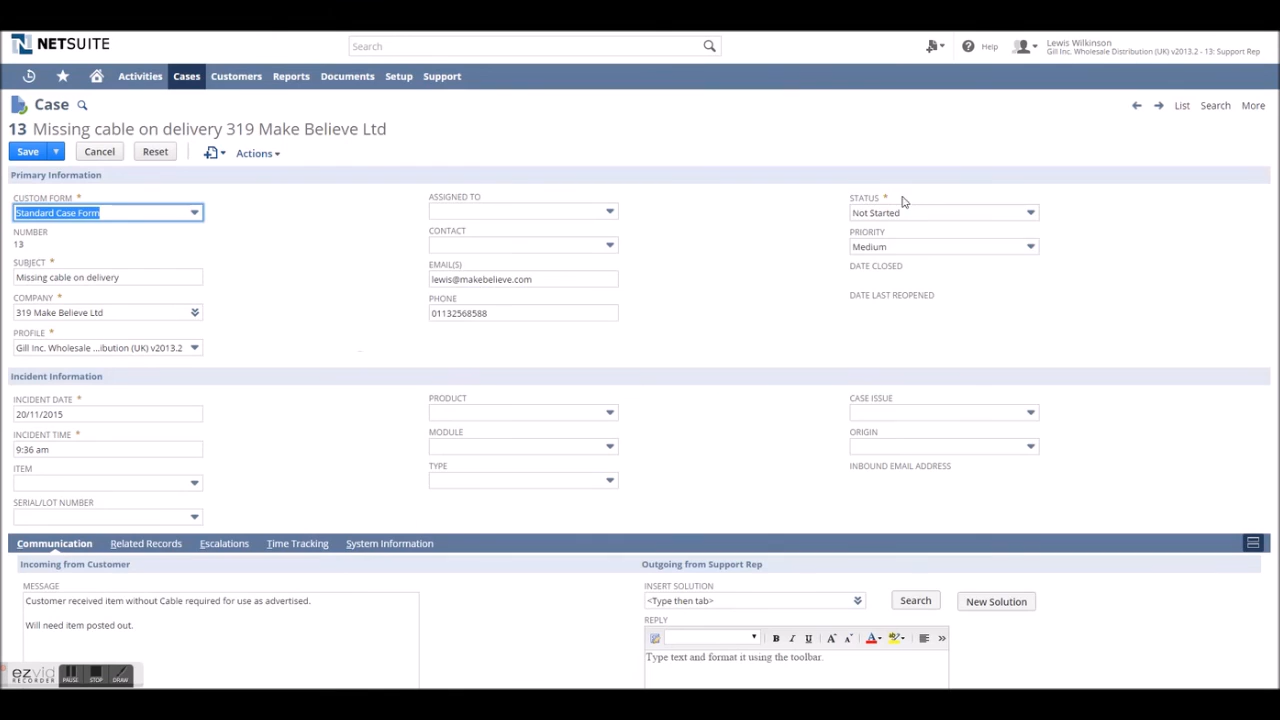 NETSUITE
Search
Help
Lewis Wilkinson
Gill Inc. Wholesale Distribution (UK) v2013.2 - 13: Support Rep
Activities Cases Customers Reports Documents Setup Support
Case
List Search More
13 Missing cable on delivery 319 Make Believe Ltd
Save Cancel Reset Actions
Primary Information
CUSTOM FORM *
Standard Case Form
NUMBER
13
SUBJECT *
Missing cable on delivery
COMPANY *
319 Make Believe Ltd
PROFILE *
Gill Inc. Wholesale ...ibution (UK) v2013.2
ASSIGNED TO
CONTACT
EMAIL(S)
lewis@makebelieve.com
PHONE
01132568588
STATUS *
Not Started
PRIORITY
Medium
DATE CLOSED
DATE LAST REOPENED
Incident Information
INCIDENT DATE *
20/11/2015
INCIDENT TIME *
9:36 am
ITEM
SERIAL/LOT NUMBER
PRODUCT
MODULE
TYPE
CASE ISSUE
ORIGIN
INBOUND EMAIL ADDRESS
Communication Related Records Escalations Time Tracking System Information
Incoming from Customer
MESSAGE
Customer received item without Cable required for use as advertised.
Will need item posted out.
Outgoing from Support Rep
INSERT SOLUTION
<Type then tab>
Search New Solution
REPLY
B I U A A A ab
Type text and format it using the toolbar.
ezvid
RECORDER
PAUSE STOP DRAW